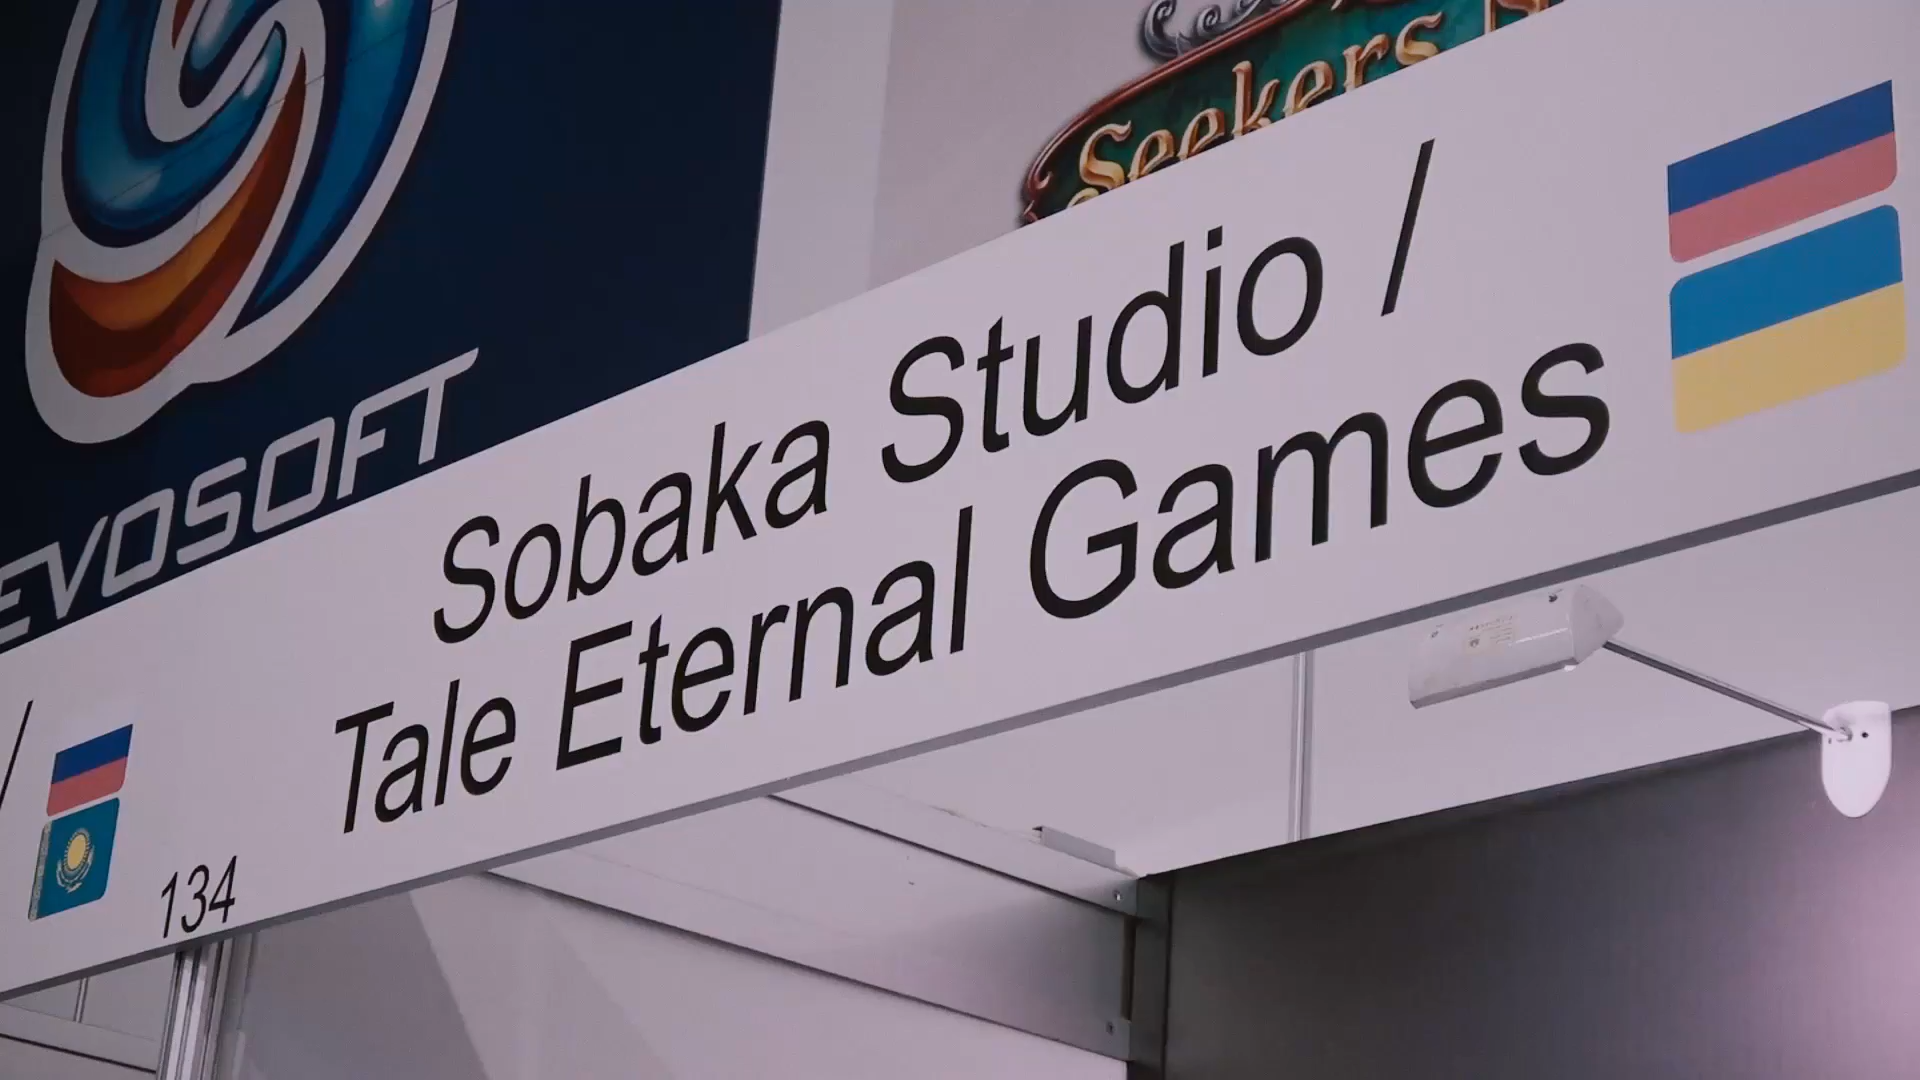 Seekers
EVOSOFT
Sobaka Studio /
Tale Eternal Games
/
134